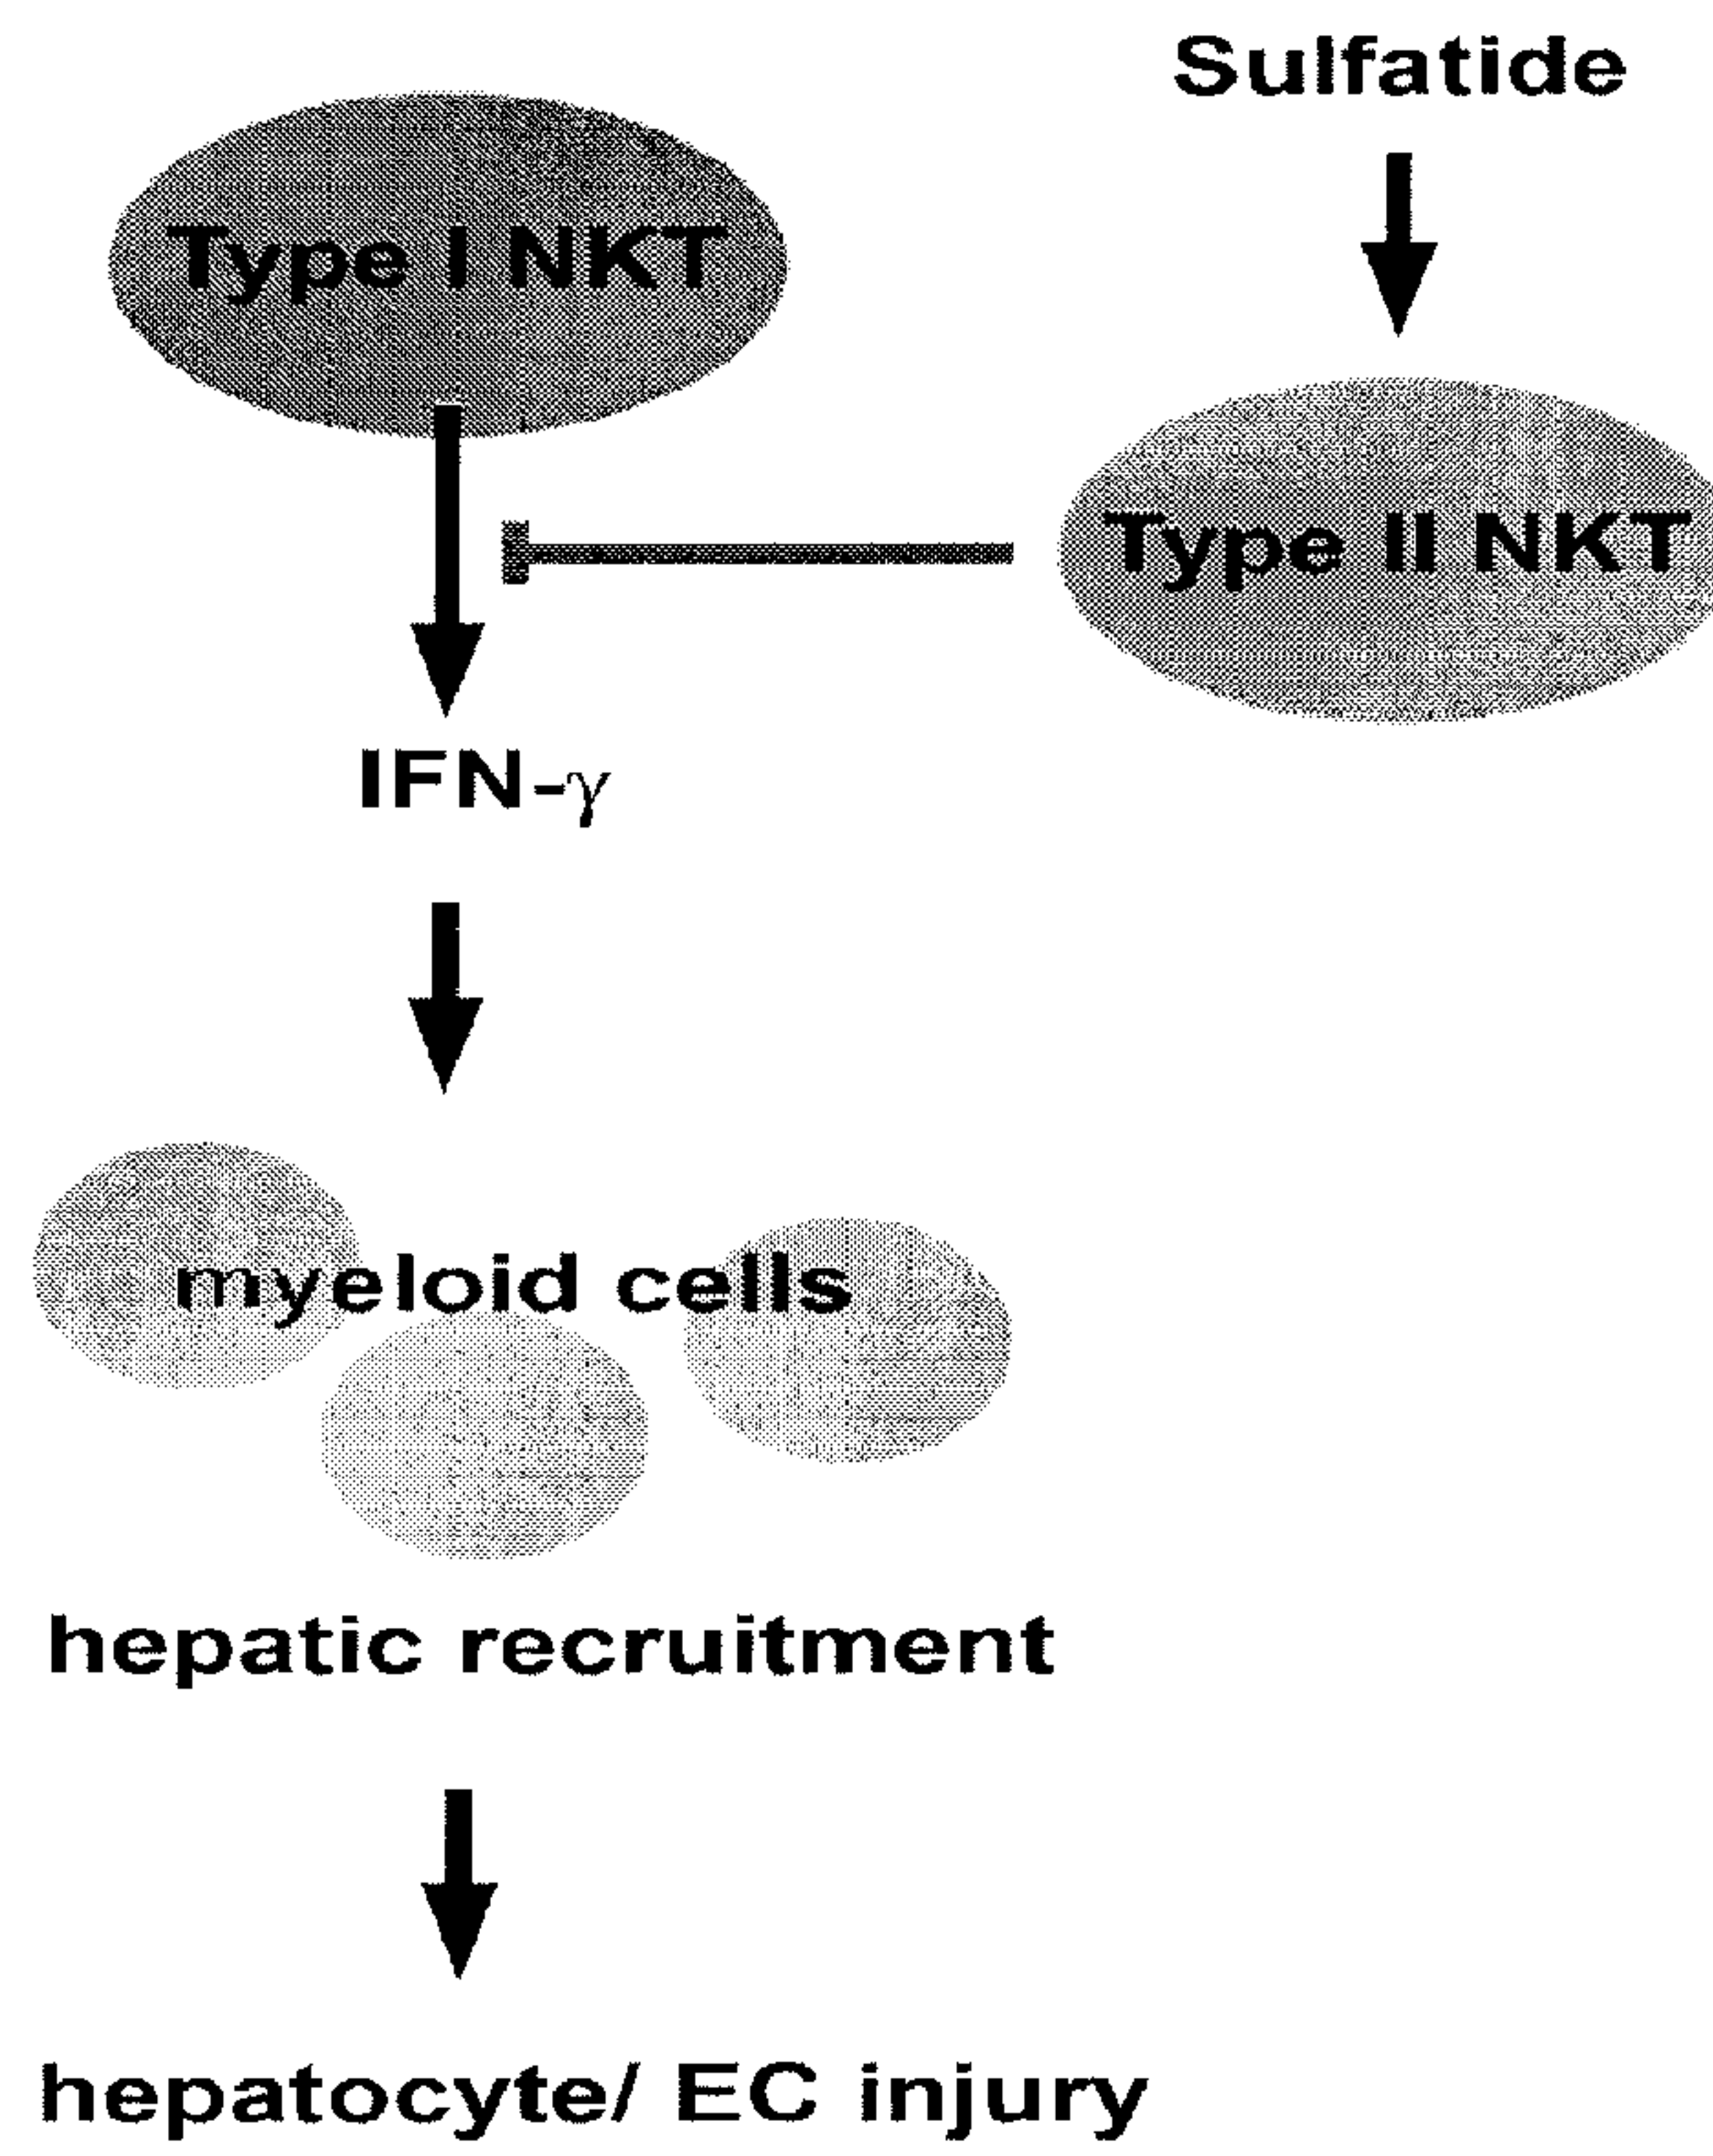 Sulfatide
Type I NKT
Type II NKT
IFN-γ
myeloid cells
hepatic recruitment
hepatocyte/ EC injury